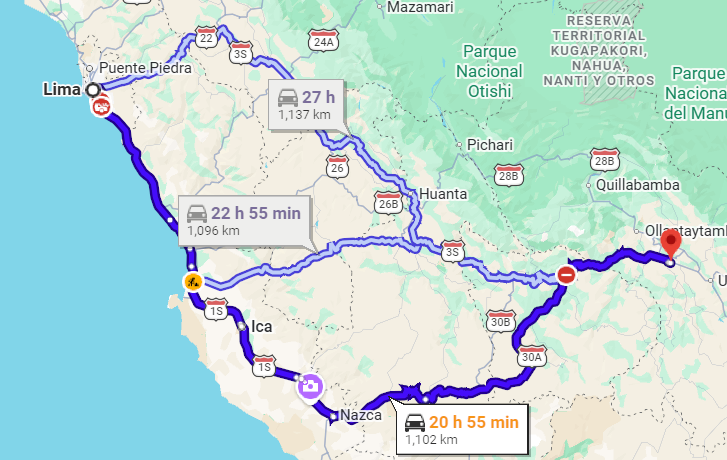 Mazamari
22
3S
24A
RESERVA
TERRITORIAL
KUGAPAKORI,
NAHUA,
NANTI Y OTROS
Parque
Nacional
Otishi
Parque
Naciona
del Manu
Puente Piedra
Lima
27 h
1,137 km
26
Pichari
28B
28B
Quillabamba
Huanta
26B
22 h 55 min
1,096 km
3S
Ollantaytamb
U
1S
Ica
30B
30A
1S
Nazca
20 h 55 min
1,102 km